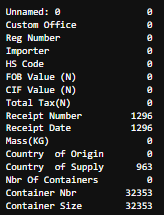 Unnamed: 0 0
Custom Office 0
Reg Number 0
Importer 0
HS Code 0
FOB Value (N) 0
CIF Value (N) 0
Total Tax(N) 0
Receipt Number 1296
Receipt Date 1296
Mass(KG) 0
Country  of Origin 0
Country  of Supply 963
Nbr Of Containers 0
Container Nbr 32353
Container Size 32353